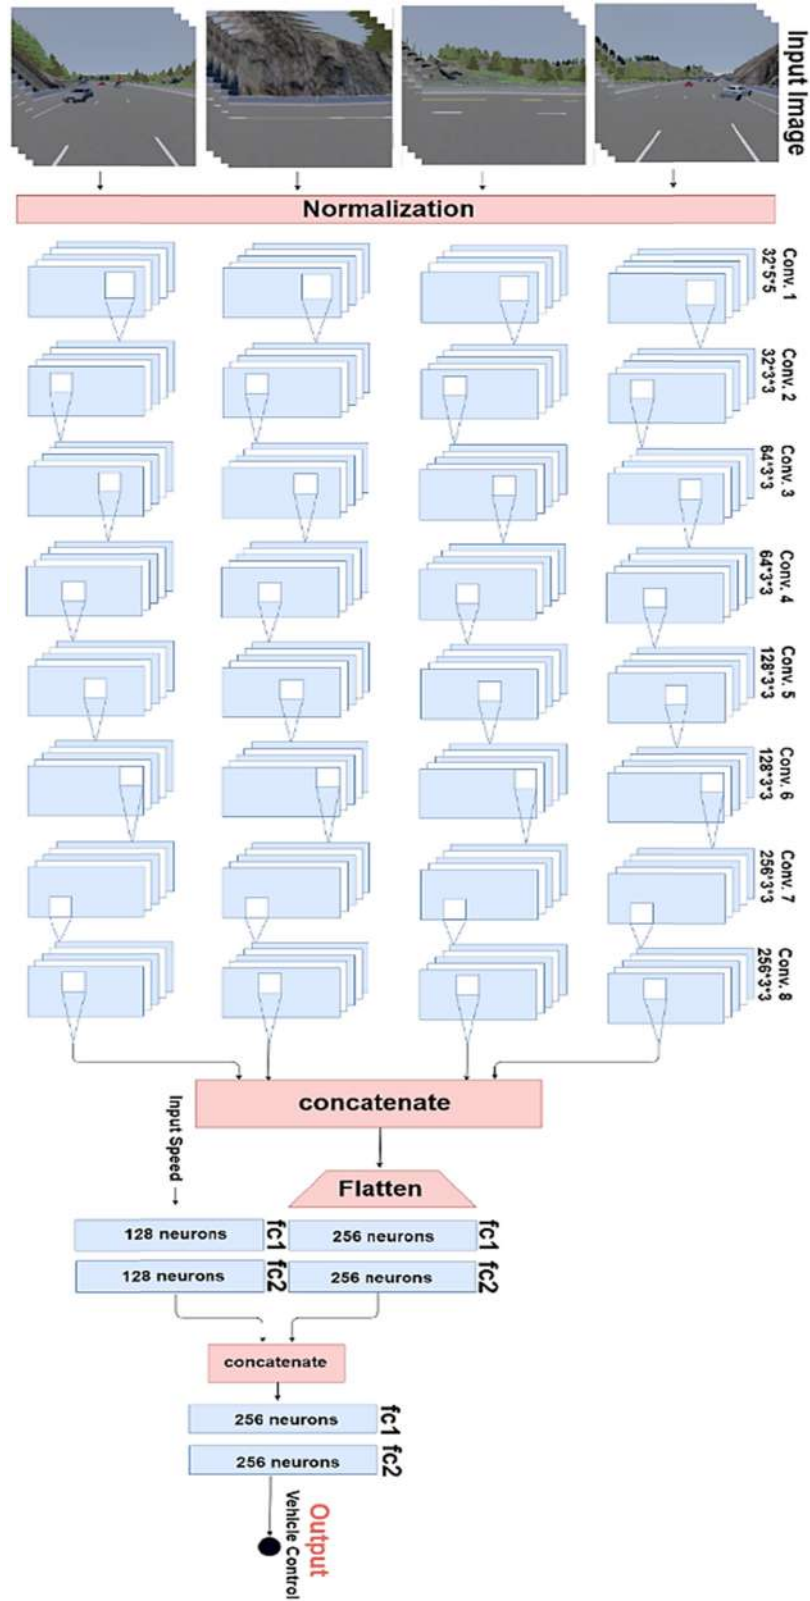 Input Image
Normalization
Conv. 1
32*5*5
Conv. 2
32*3*3
Conv. 3
64*3*3
Conv. 4
64*3*3
Conv. 5
128*3*3
Conv. 6
128*3*3
Conv. 7
256*3*3
Conv. 8
256*3*3
concatenate
Input Speed
Flatten
128 neurons
fc1
256 neurons
fc1
128 neurons
fc2
256 neurons
fc2
concatenate
256 neurons
fc1
256 neurons
fc2
Output
Vehicle Control